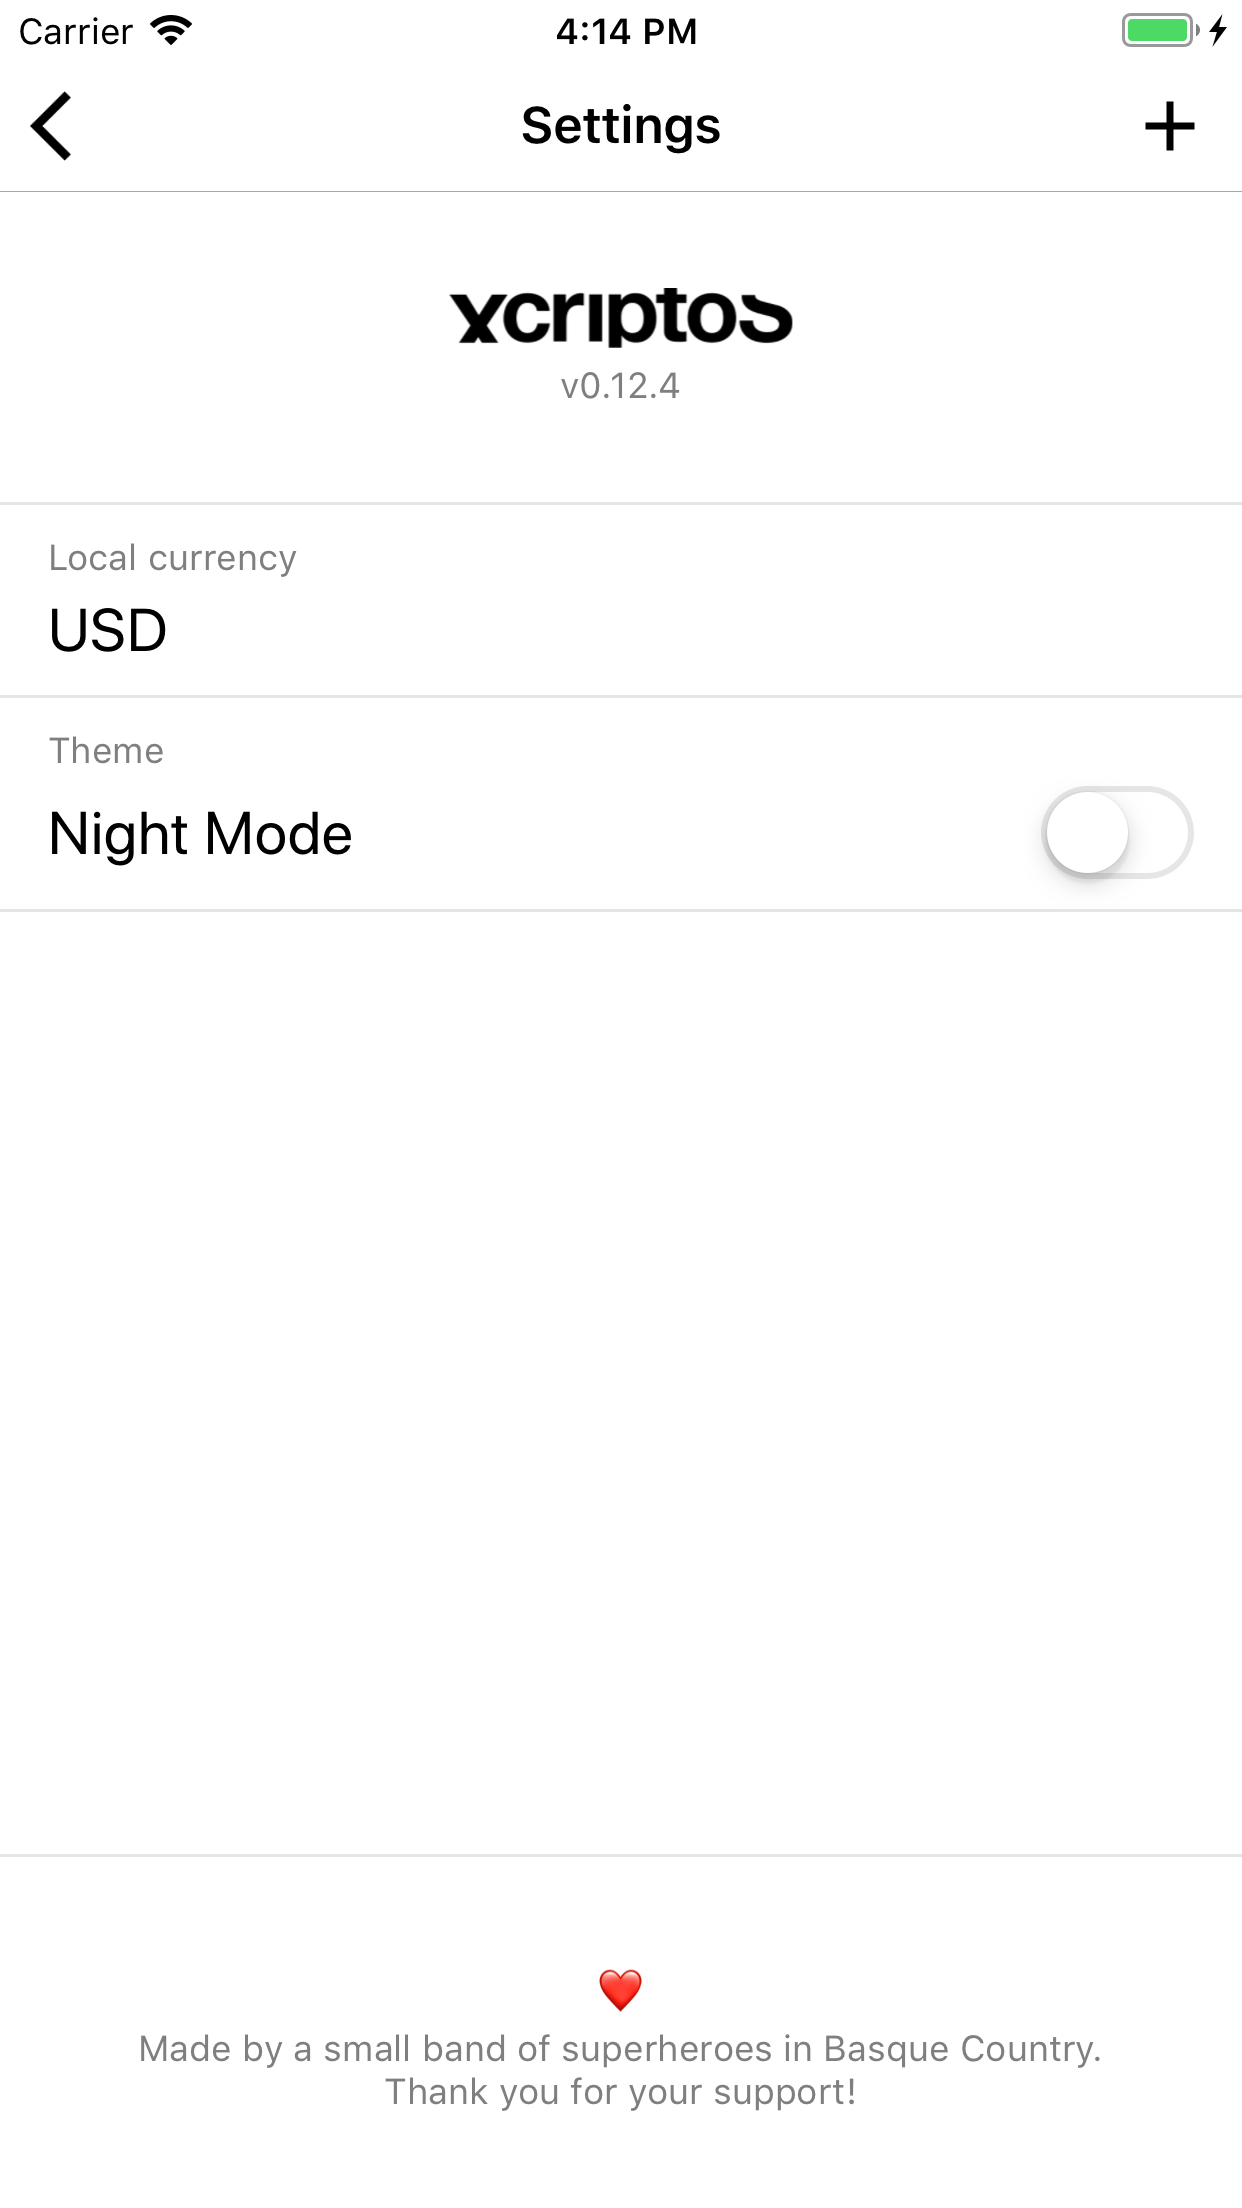 Carrier 4:14 PM
Settings
xcriptos
v0.12.4
Local currency
USD
Theme
Night Mode
❤️
Made by a small band of superheroes in Basque Country.
Thank you for your support!